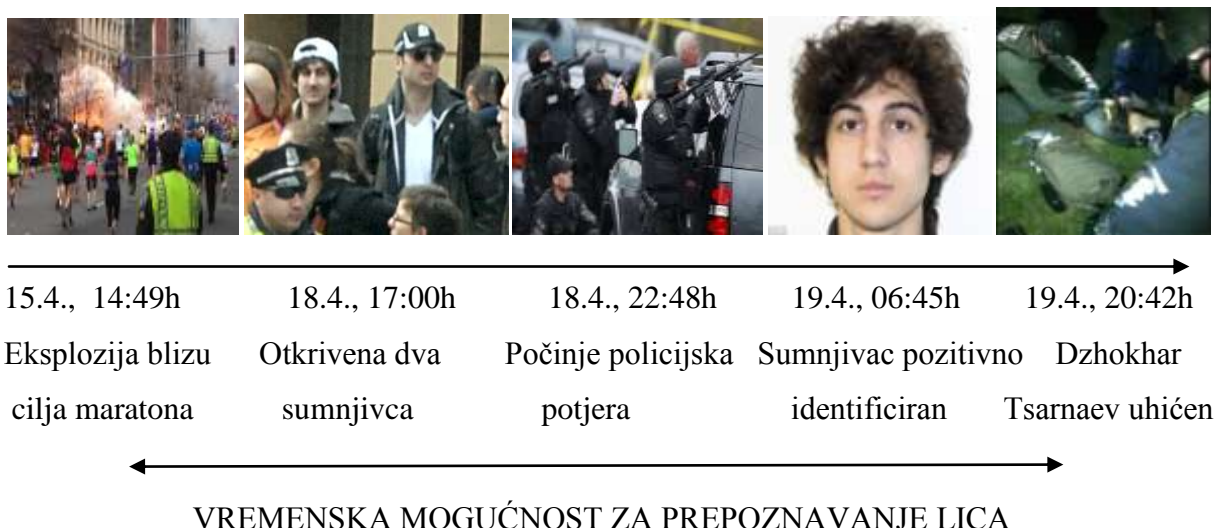 15.4., 14:49h 18.4., 17:00h 18.4., 22:48h 19.4., 06:45h 19.4., 20:42h
Eksplozija blizu Otkrivena dva Počinje policijska Sumnjivac pozitivno Dzhokhar
cilja maratona sumnjivca potjera identificiran Tsarnaev uhićen
VREMENSKA MOGUĆNOST ZA PREPOZNAVANJE LICA